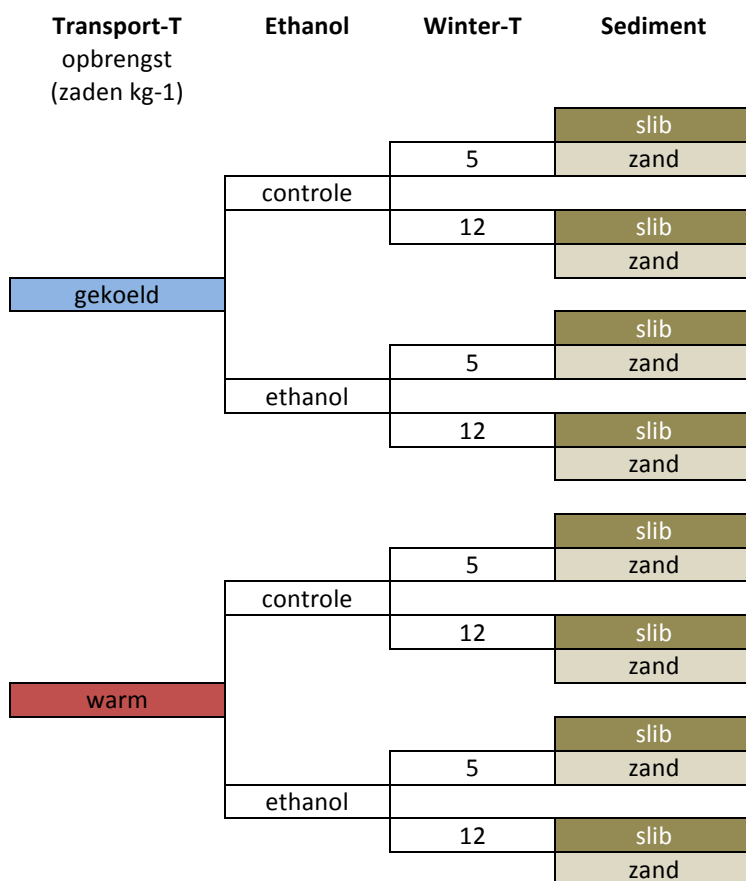 Transport-T Ethanol Winter-T Sediment
opbrengst
(zaden kg-1)
slib
5 zand
controle
12 slib
zand
gekoeld
slib
5 zand
ethanol
12 slib
zand
slib
5 zand
controle
12 slib
zand
warm
slib
5 zand
ethanol
12 slib
zand